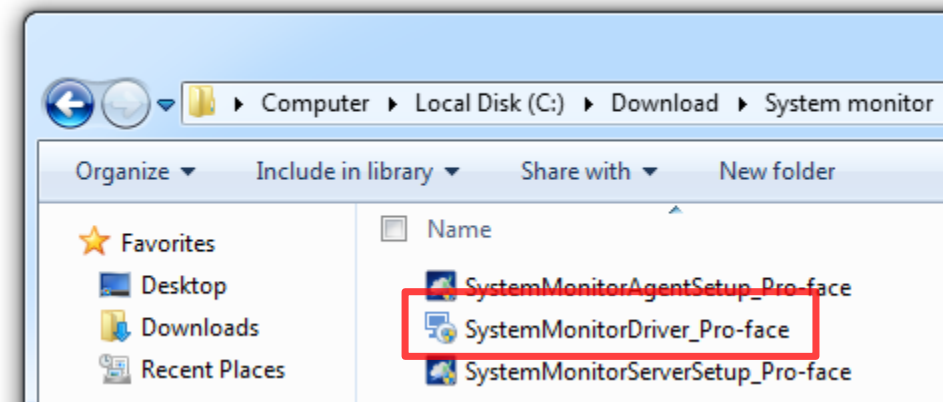 Computer Local Disk (C:) Download System monitor
Organize Include in library Share with New folder
Favorites
Desktop
Downloads
Recent Places
Name
SystemMonitorAgentSetup_Pro-face
SystemMonitorDriver_Pro-face
SystemMonitorServerSetup_Pro-face